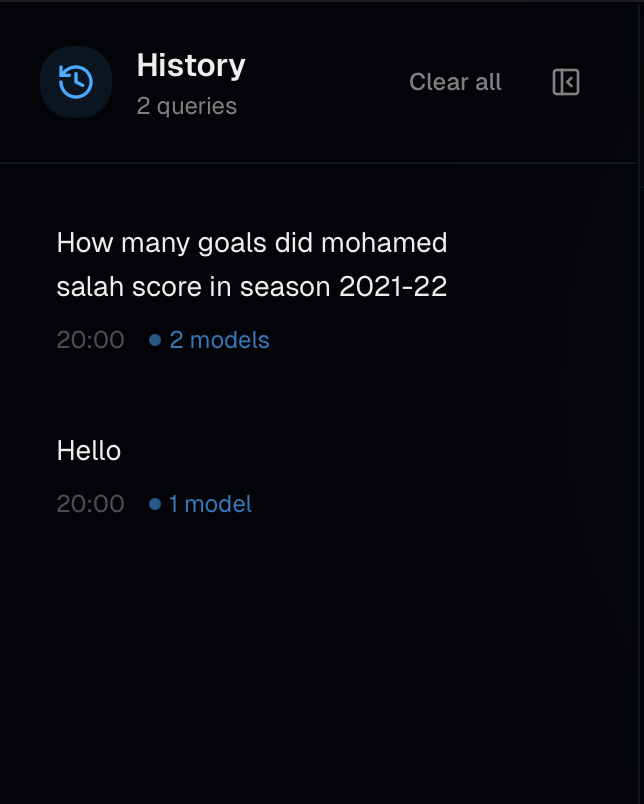 History
2 queries
Clear all
How many goals did mohamed
salah score in season 2021-22
20:00 2 models
Hello
20:00 1 model